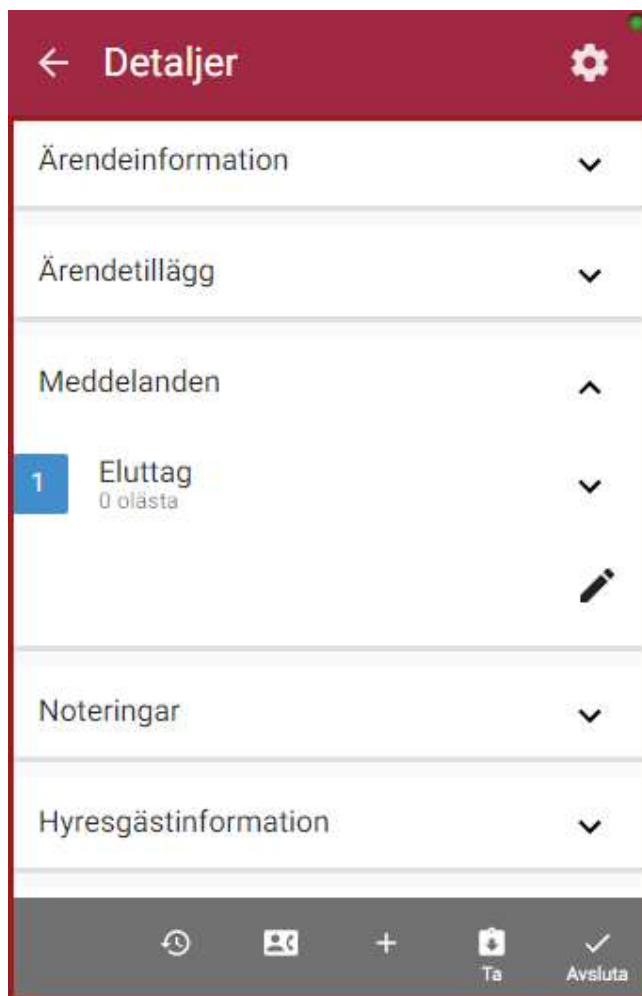 Detaljer
Ärendeinformation
Ärendetillägg
Meddelanden
1
Eluttag
0 olästa
Noteringar
Hyresgästinformation
Ta
Avsluta